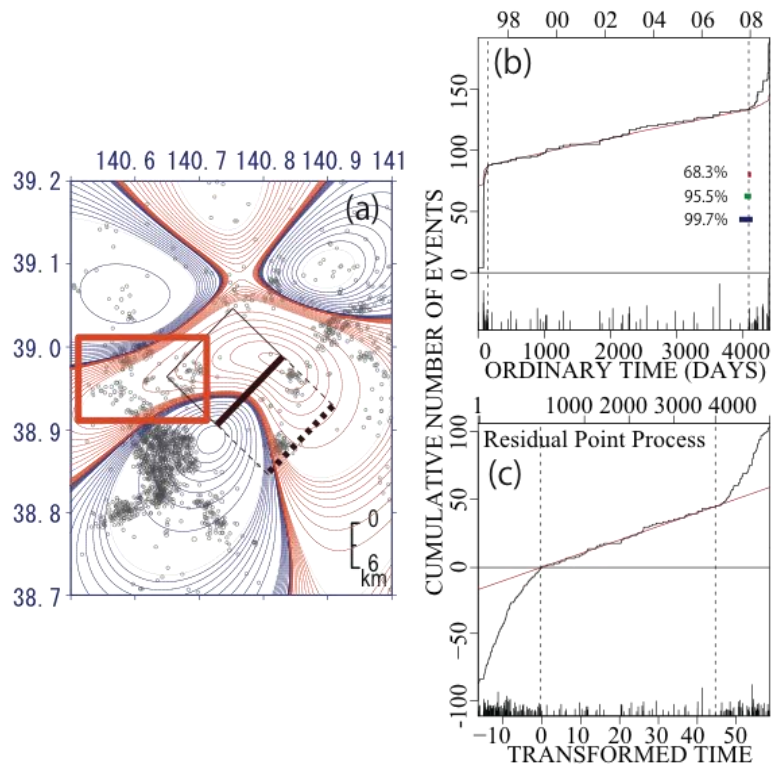 140.6 140.7 140.8 140.9 141
39.2
39.1
39.0
38.9
38.8
38.7
(a)
0
6
km
98 00 02 04 06 08
(b)
150
100
50
0
68.3%
95.5%
99.7%
0 1000 2000 3000 4000
ORDINARY TIME (DAYS)
CUMULATIVE NUMBER OF EVENTS
1 1000 2000 3000 4000 5000
Residual Point Process
(c)
100
50
0
-50
-100
-10 0 10 20 30 40 50
TRANSFORMED TIME